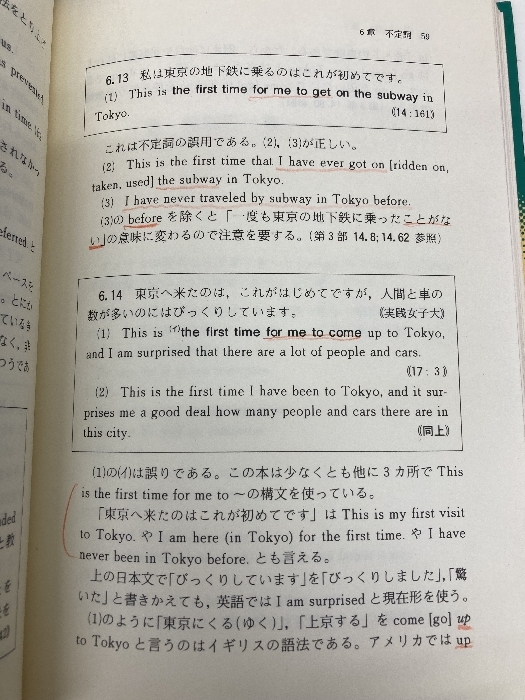 6 章 不定詞 59
6.13 私は東京の地下鉄に乗るのはこれが初めてです。
(1) This is the first time for me to get on the subway in
Tokyo. 《14:161》
これは不定詞の誤用である。(2), (3)が正しい。
(2) This is the first time that I have ever got on [ridden on,
taken, used] the subway in Tokyo.
(3) I have never traveled by subway in Tokyo before.
(3)の before を除くと「一度も東京の地下鉄に乗ったことがな
い」の意味に変わるので注意を要する。(第3部 14.8; 14.62 参照)
6.14 東京へ来たのは，これがはじめてですが，人間と車の
数が多いのにはびっくりしています。 《実践女子大》
(1) This is (イ)the first time for me to come up to Tokyo,
and I am surprised that there are a lot of people and cars.
《17:3》
(2) This is the first time I have been to Tokyo, and it sur-
prises me a good deal how many people and cars there are in
this city. 《同上》
(1)の(イ)は誤りである。この本は少なくとも他に 3 カ所で This
is the first time for me to ～の構文を使っている。
「東京へ来たのはこれが初めてです」は This is my first visit
to Tokyo. や I am here (in Tokyo) for the first time. や I have
never been in Tokyo before. とも言える。
上の日本文で「びっくりしています」を「びっくりしました」,「驚
いた」と書きかえても, 英語では I am surprised と現在形を使う。
(1)のように「東京にくる(ゆく)」,「上京する」を come [go] up
to Tokyo と言うのはイギリスの語法である。アメリカでは up